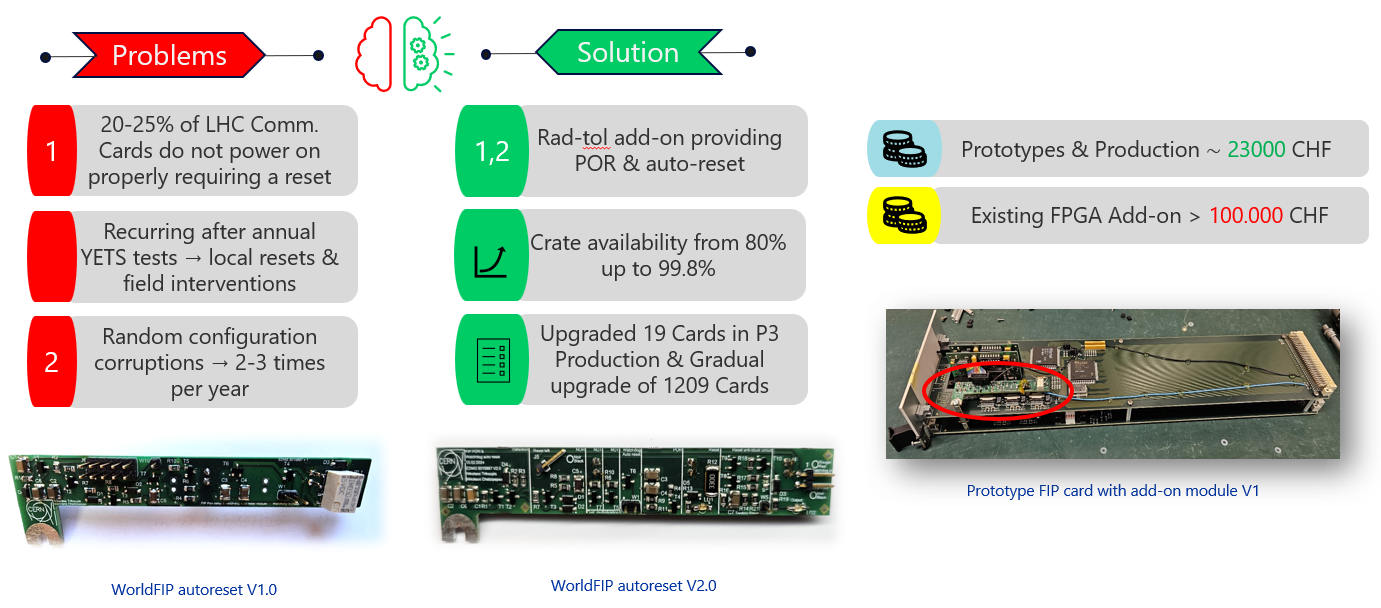 Problems
Solution
1
20-25% of LHC Comm.
Cards do not power on
properly requiring a reset
Recurring after annual
YETS tests → local resets &
field interventions
2
Random configuration
corruptions → 2-3 times
per year
1,2
Rad-tol add-on providing
POR & auto-reset
Crate availability from 80%
up to 99.8%
Upgraded 19 Cards in P3
Production & Gradual
upgrade of 1209 Cards
Prototypes & Production ~ 23000 CHF
Existing FPGA Add-on > 100.000 CHF
CERN
CERN
WorldFIP autoreset V1.0
WorldFIP autoreset V2.0
Prototype FIP card with add-on module V1